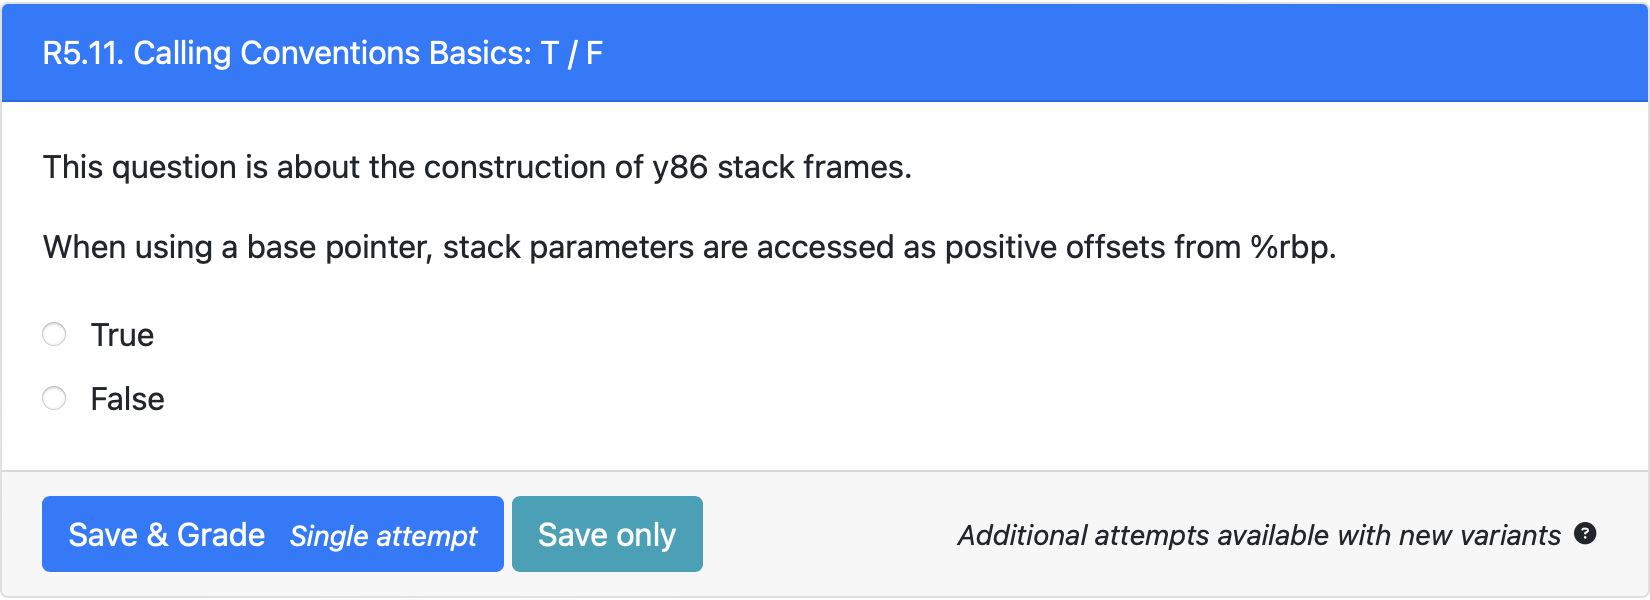 R5.11. Calling Conventions Basics: T / F
This question is about the construction of y86 stack frames.
When using a base pointer, stack parameters are accessed as positive offsets from %rbp.
True
False
Save & Grade Single attempt
Save only
Additional attempts available with new variants ?